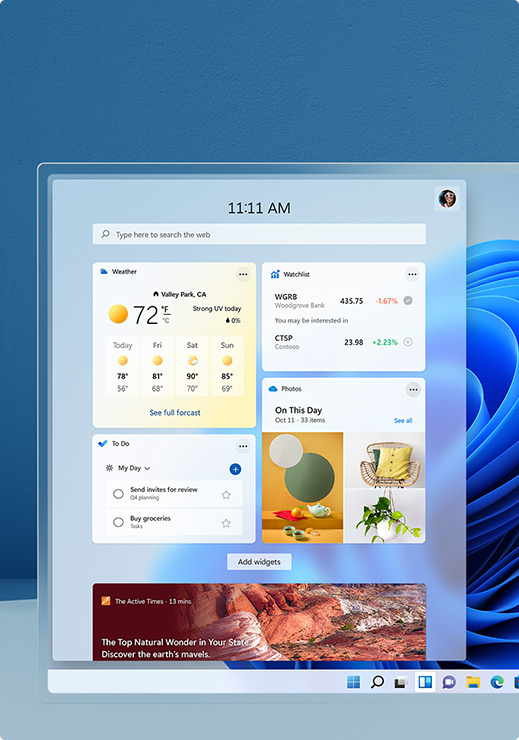 11:11 AM
Type here to search the web
Weather
Valley Park, CA
72 °F
°C
Strong UV today
0%
Today Fri Sat Sun
78° 81° 90° 85°
56° 68° 70° 69°
See full forcast
Watchlist
WGRB 435.75 -1.67%
Woodgrove Bank
You may be interested in
CTSP 23.98 +2.23%
Contoso
Photos
On This Day
Oct 11 · 33 items See all
To Do
My Day
Send invites for review
Q4 planning
Buy groceries
Tasks
Add widgets
The Active Times · 13 mins
The Top Natural Wonder in Your State.
Discover the earth's mavels.